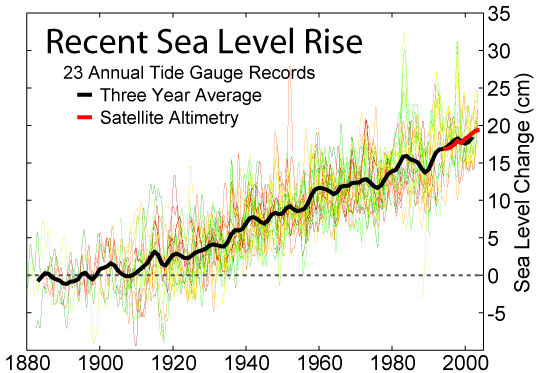 Recent Sea Level Rise
23 Annual Tide Gauge Records
Three Year Average
Satellite Altimetry
35
30
25
20
15
10
5
0
-5
Sea Level Change (cm)
1880 1900 1920 1940 1960 1980 2000